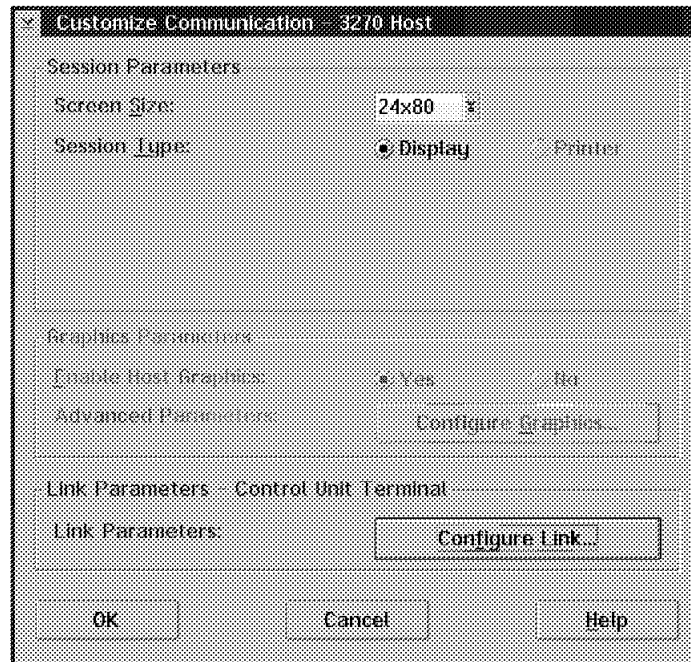 Customize Communication - 3270 Host
Session Parameters
Screen Size: 24x80
Session Type: Display Printer
Graphics Parameters
Enable Host Graphics: Yes No
Advanced Parameters: Configure Graphics...
Link Parameters - Control Unit Terminal
Link Parameters: Configure Link...
OK Cancel Help